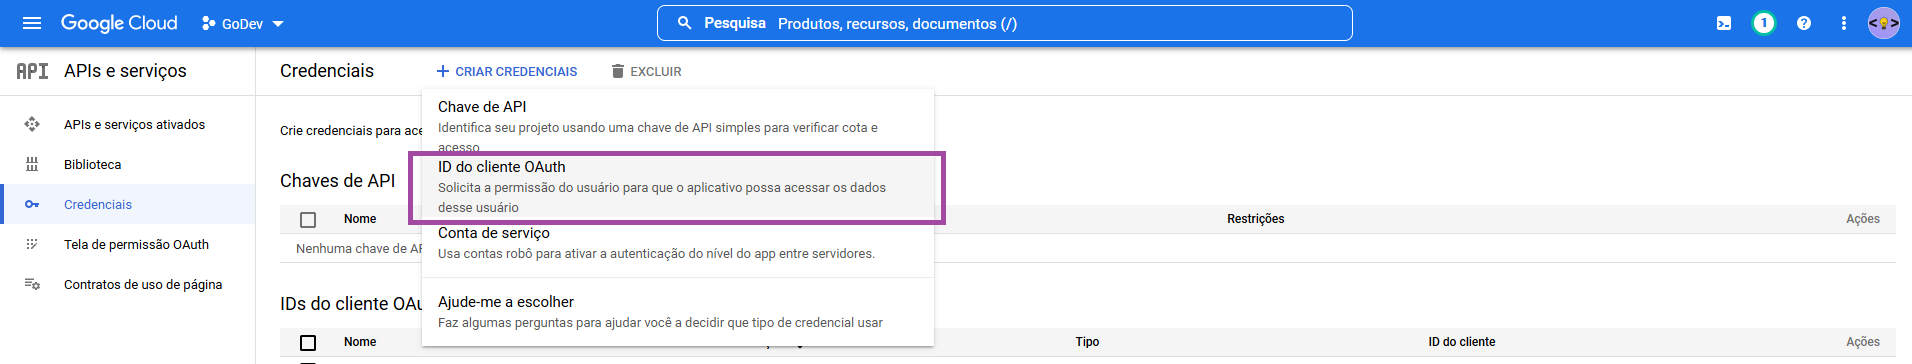 Google Cloud
GoDev
Pesquisa Produtos, recursos, documentos (/)
1
API APIs e serviços
Credenciais
CRIAR CREDENCIAIS
EXCLUIR
APIs e serviços ativados
Biblioteca
Credenciais
Tela de permissão OAuth
Contratos de uso de página
Crie credenciais para ace
Chave de API
Identifica seu projeto usando uma chave de API simples para verificar cota e
acesso
ID do cliente OAuth
Solicita a permissão do usuário para que o aplicativo possa acessar os dados
desse usuário
Conta de serviço
Usa contas robô para ativar a autenticação do nível do app entre servidores.
Ajude-me a escolher
Faz algumas perguntas para ajudar você a decidir que tipo de credencial usar
Chaves de API
Nome Restrições Ações
Nenhuma chave de AP
IDs do cliente OAu
Nome Tipo ID do cliente Ações